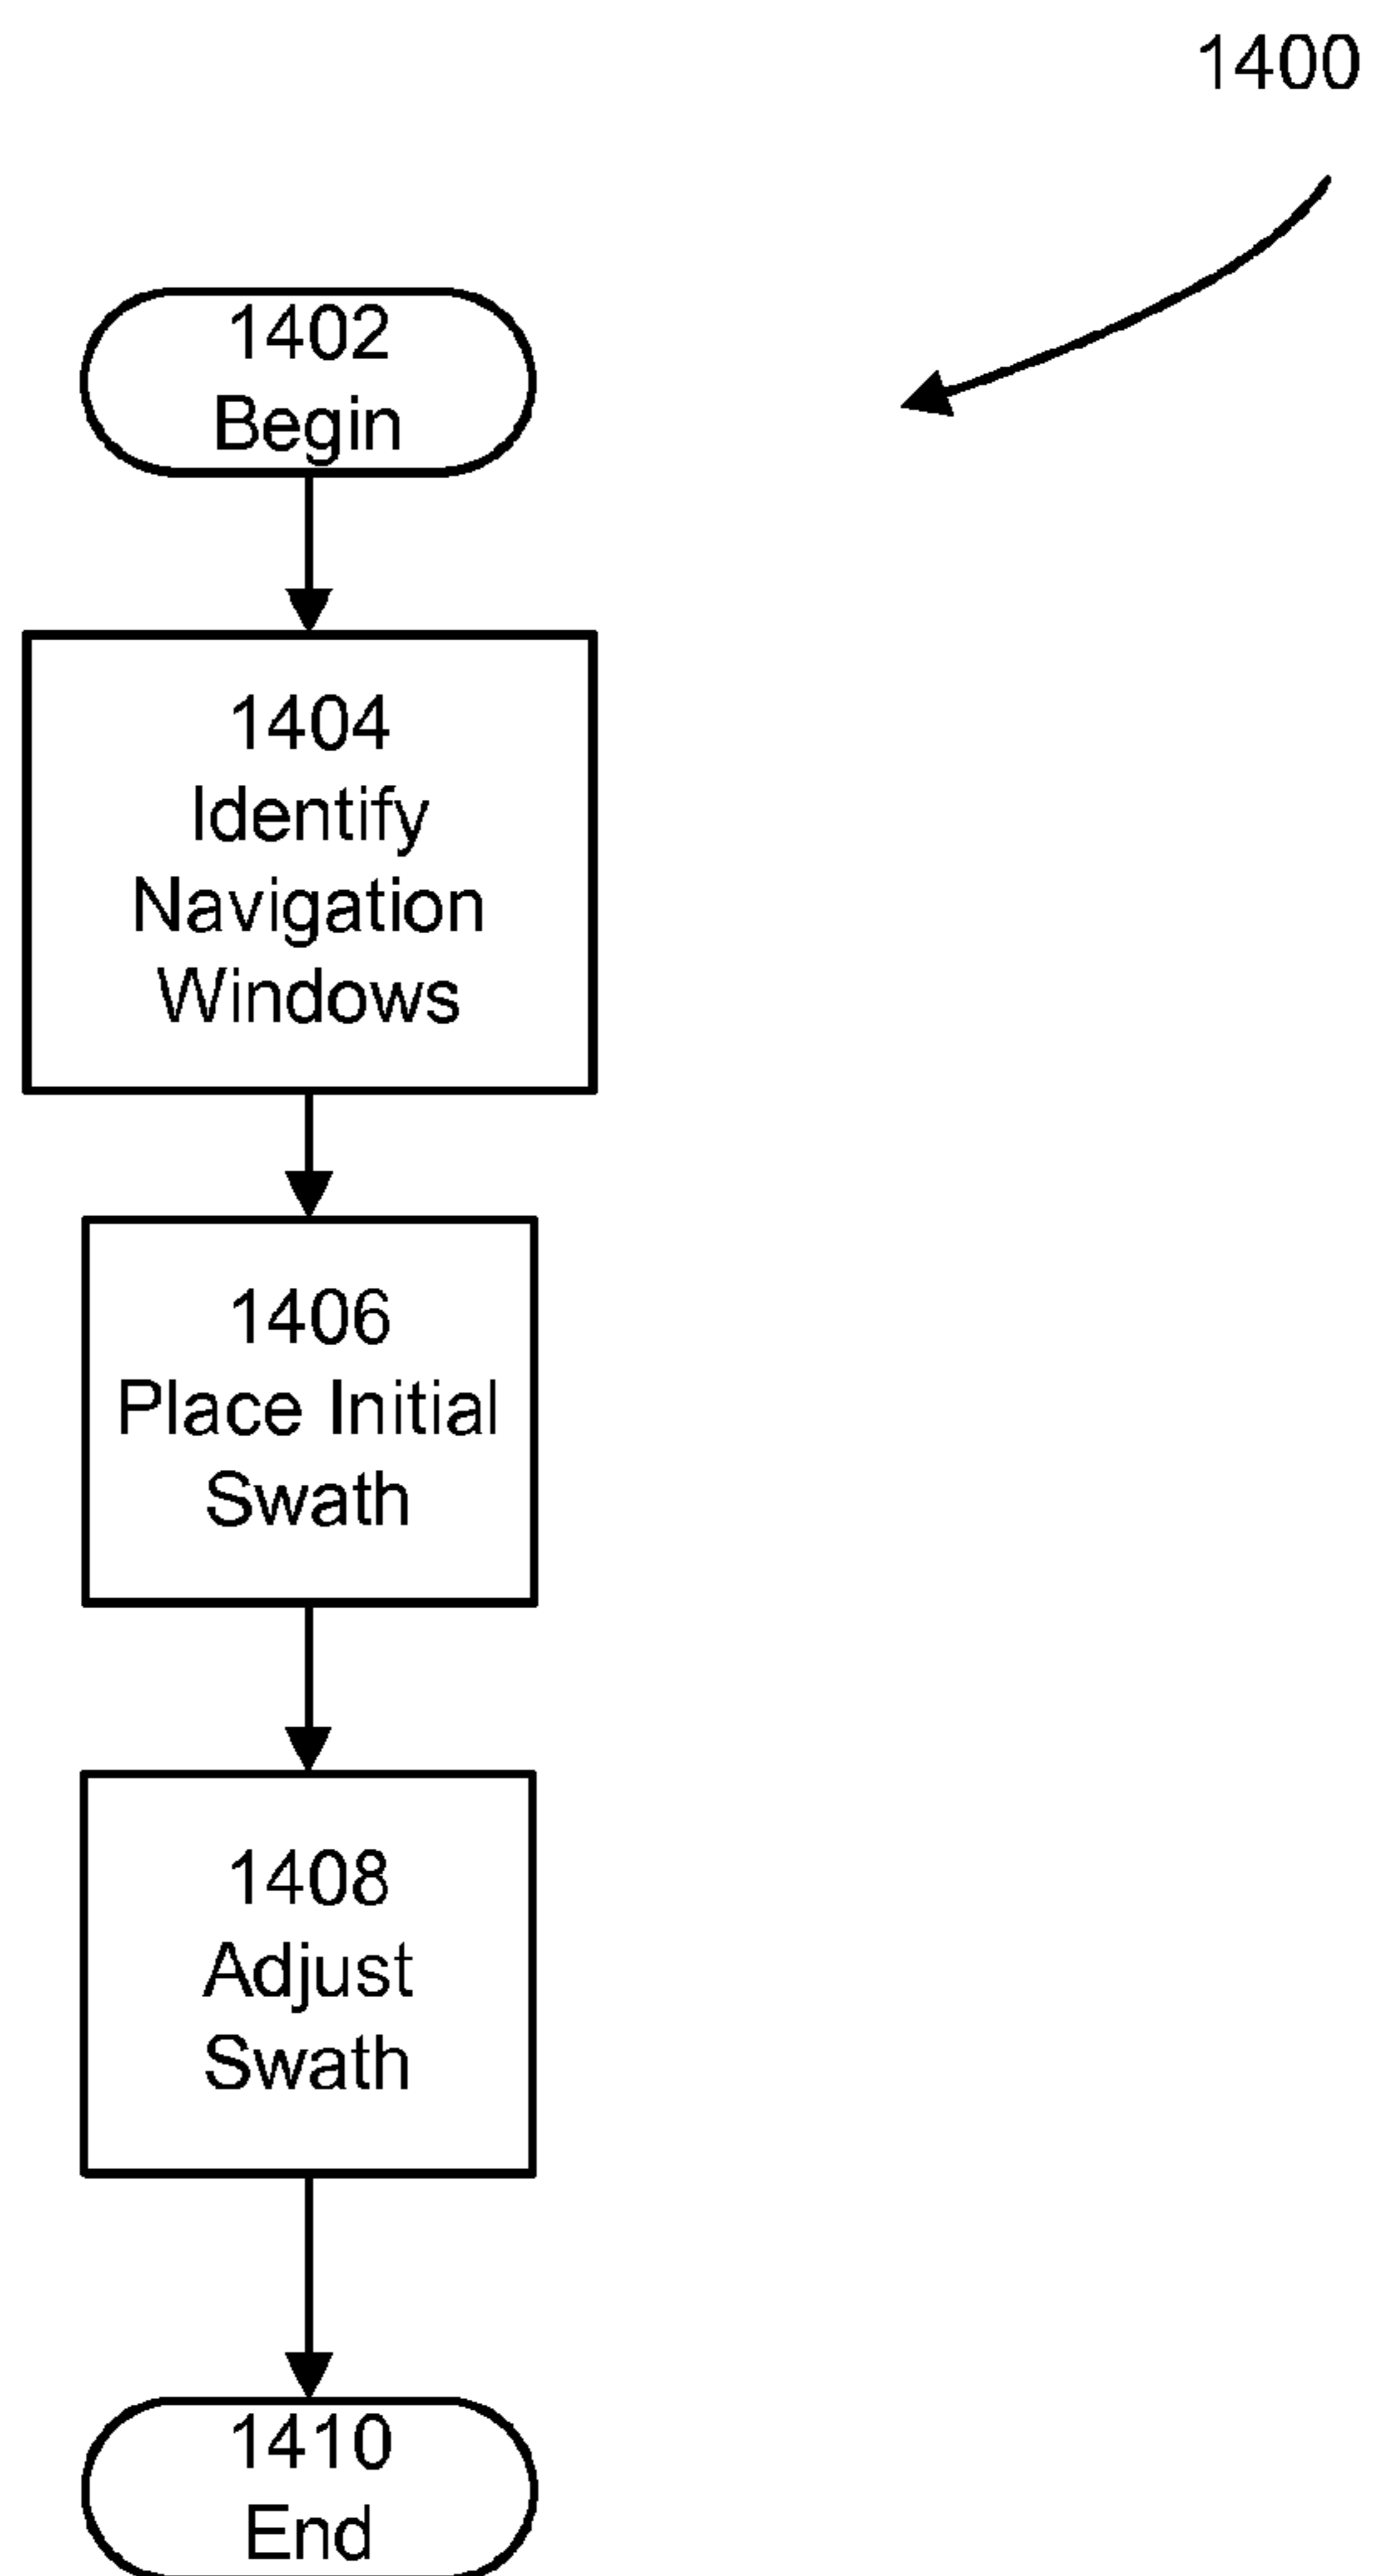 1400
1402
Begin
1404
Identify
Navigation
Windows
1406
Place Initial
Swath
1408
Adjust
Swath
1410
End